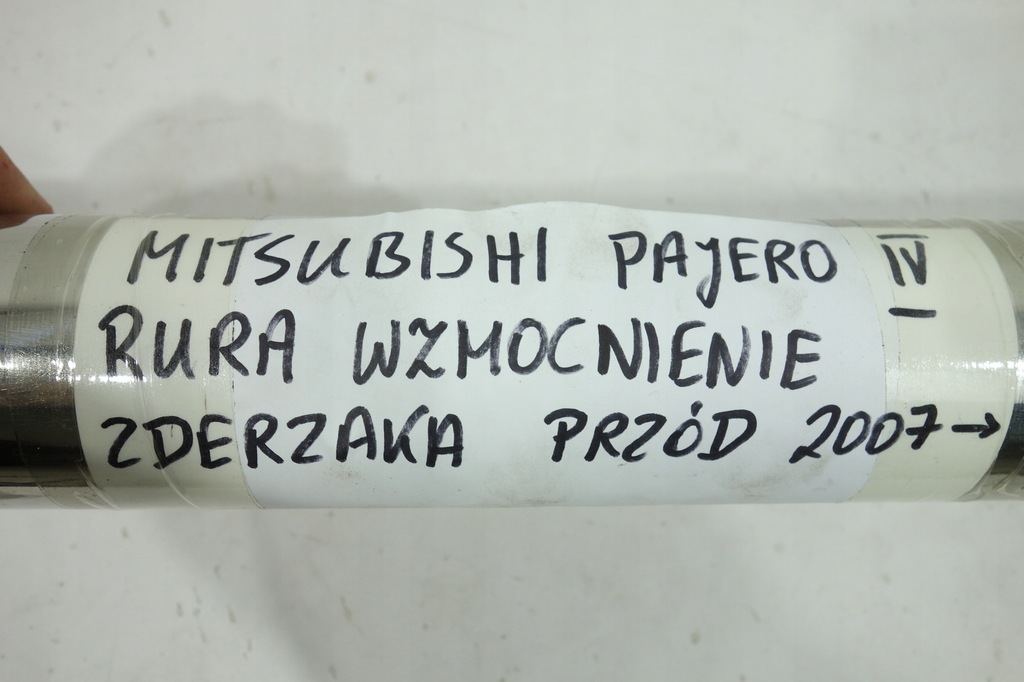 MITSUBISHI PAJERO IV
RURA WZMOCNIENIE
ZDERZAKA PRZÓD 2007→